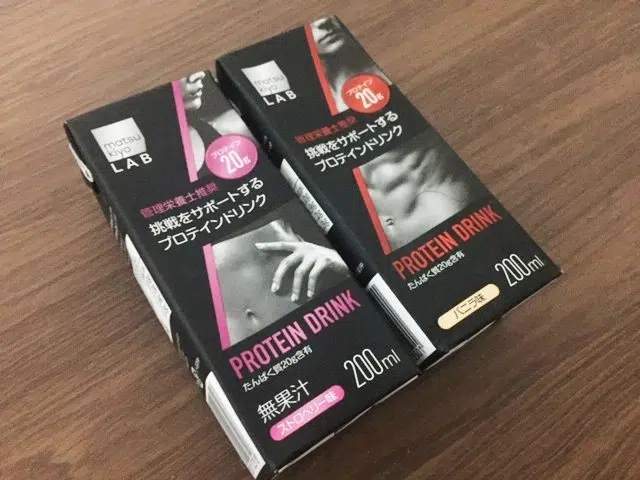 matsu
kiyo
LAB
プロテイン
20g
管理栄養士推奨
挑戦をサポートする
プロテインドリンク
PROTEIN DRINK
たんぱく質20g含有
200ml
無果汁
ストロベリー味
matsu
kiyo
LAB
プロテイン
20g
管理栄養士推奨
挑戦をサポートする
プロテインドリンク
PROTEIN DRINK
たんぱく質20g含有
200ml
バニラ味